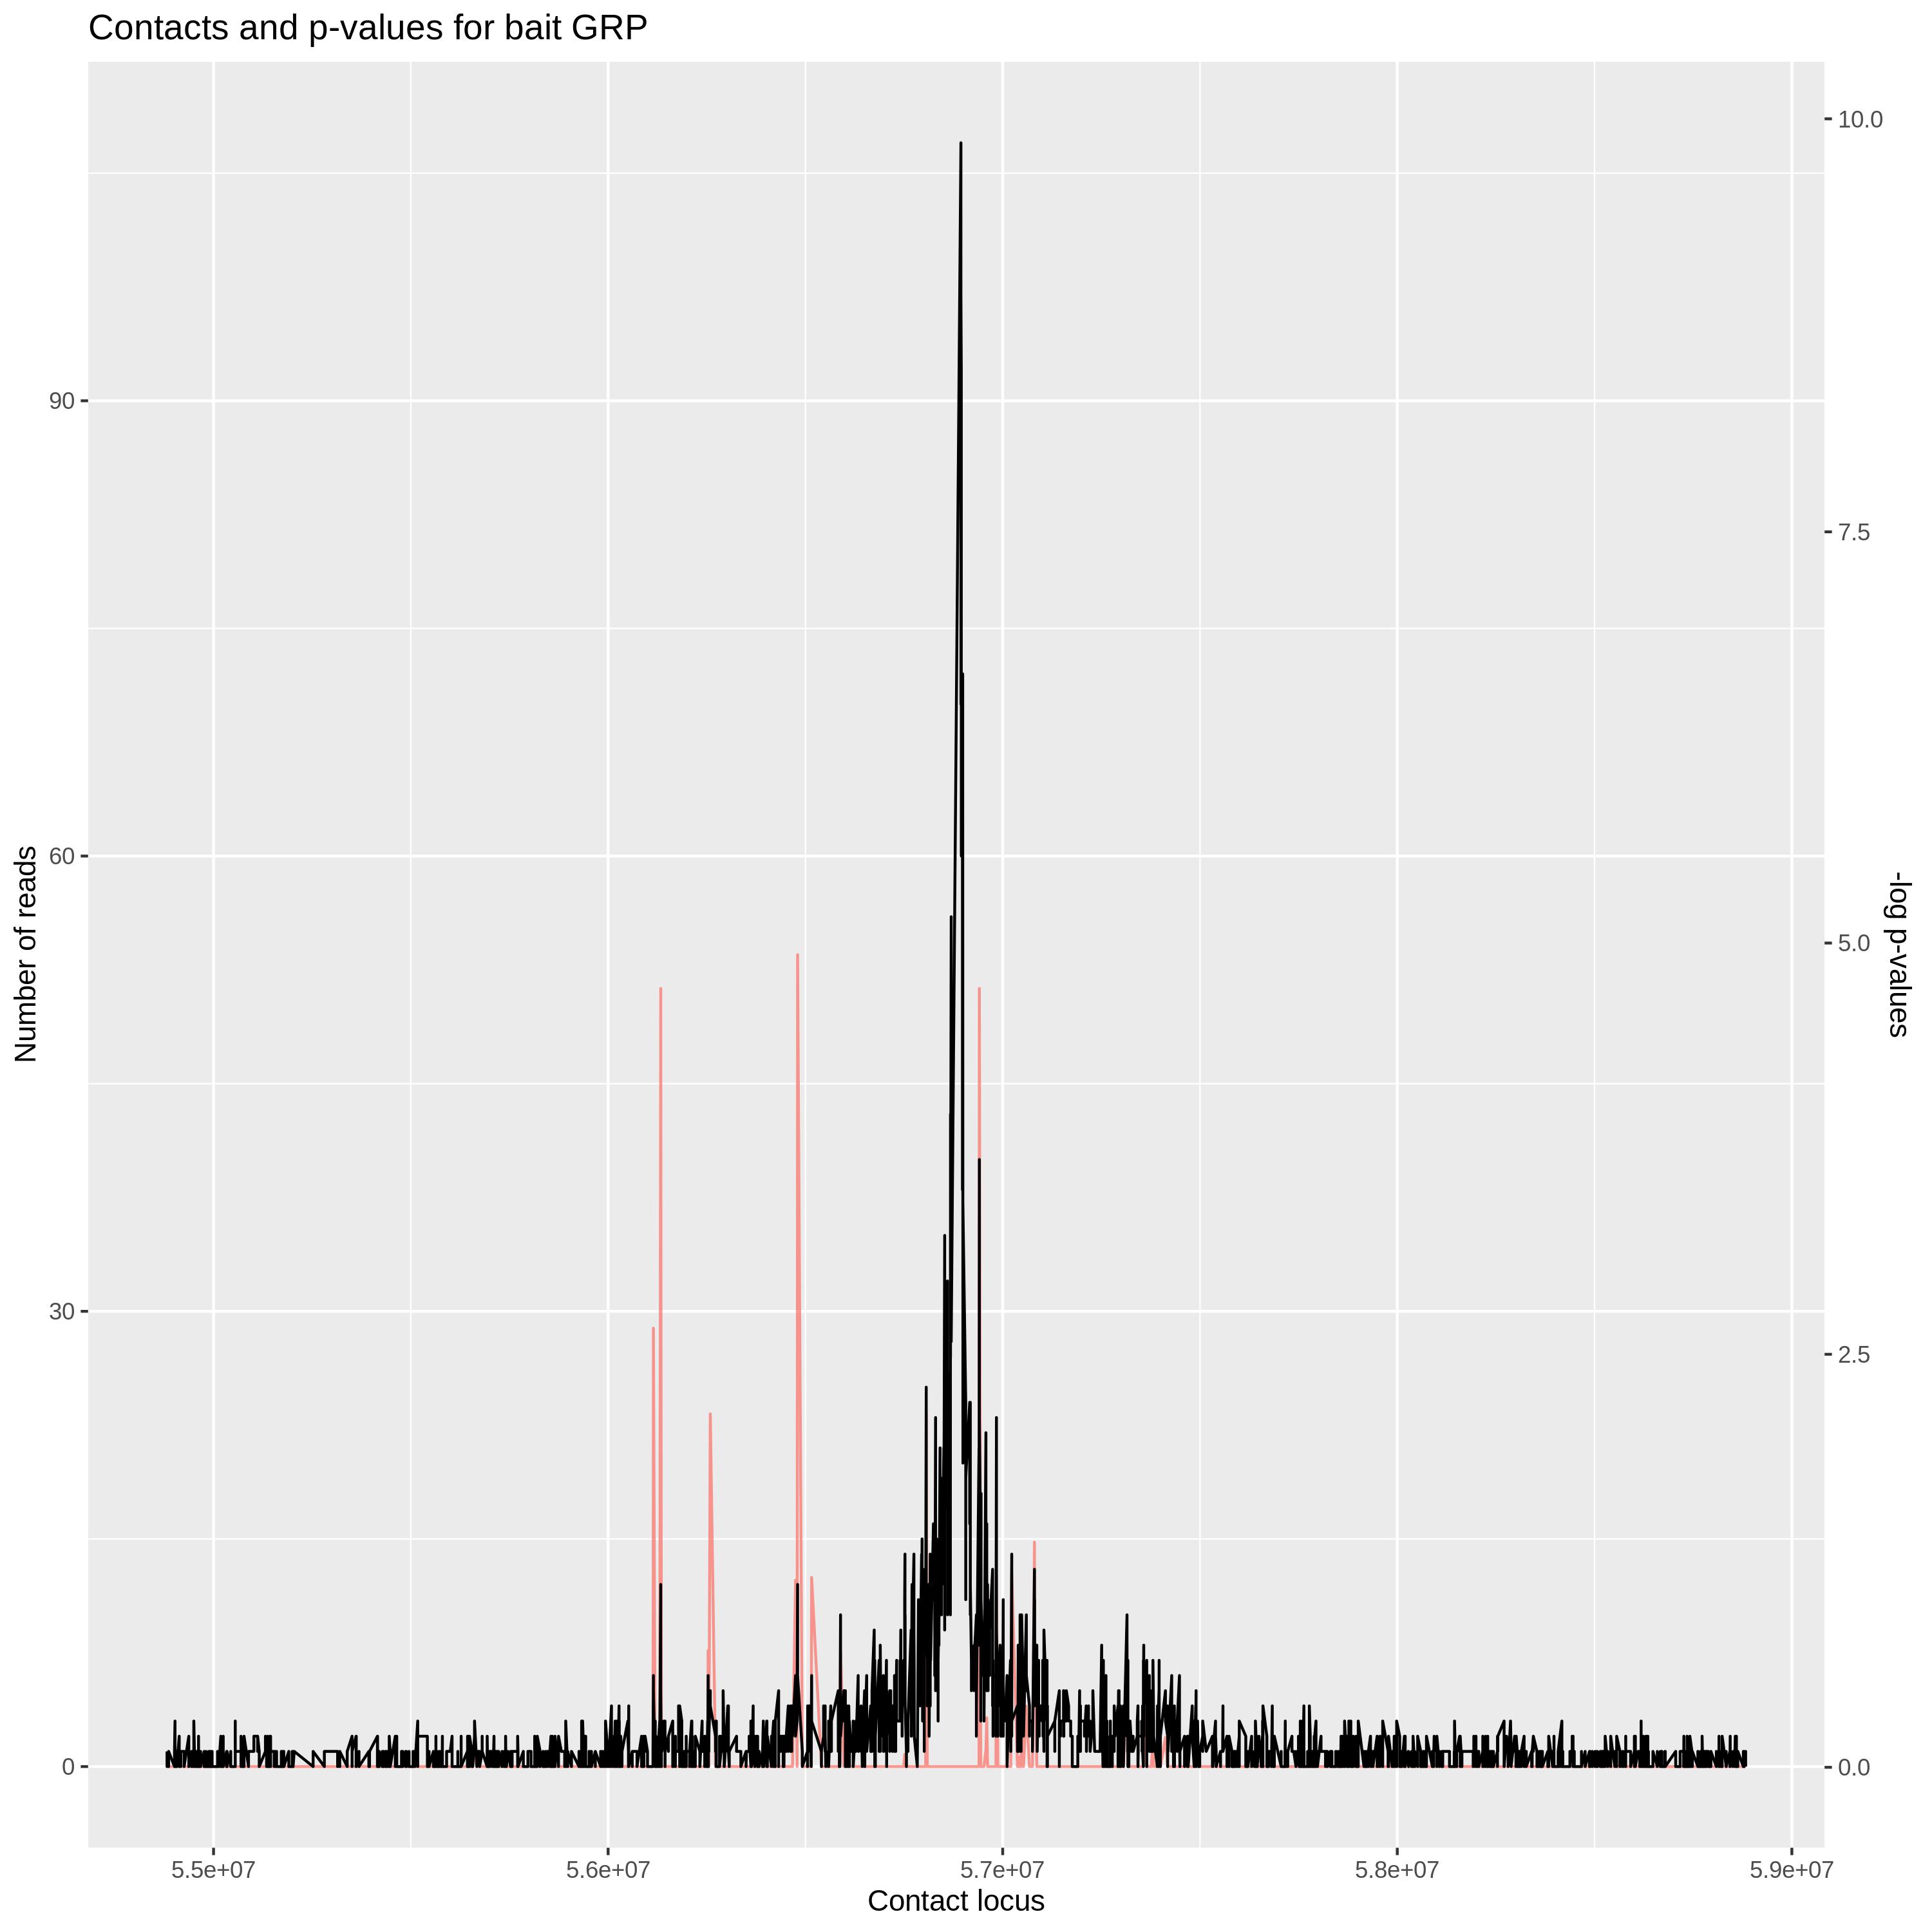 Contacts and p-values for bait GRP
10.0
90
7.5
60
5.0
Number of reads
-log p-values
30
2.5
0
0.0
5.5e+07 5.6e+07 5.7e+07 5.8e+07 5.9e+07
Contact locus